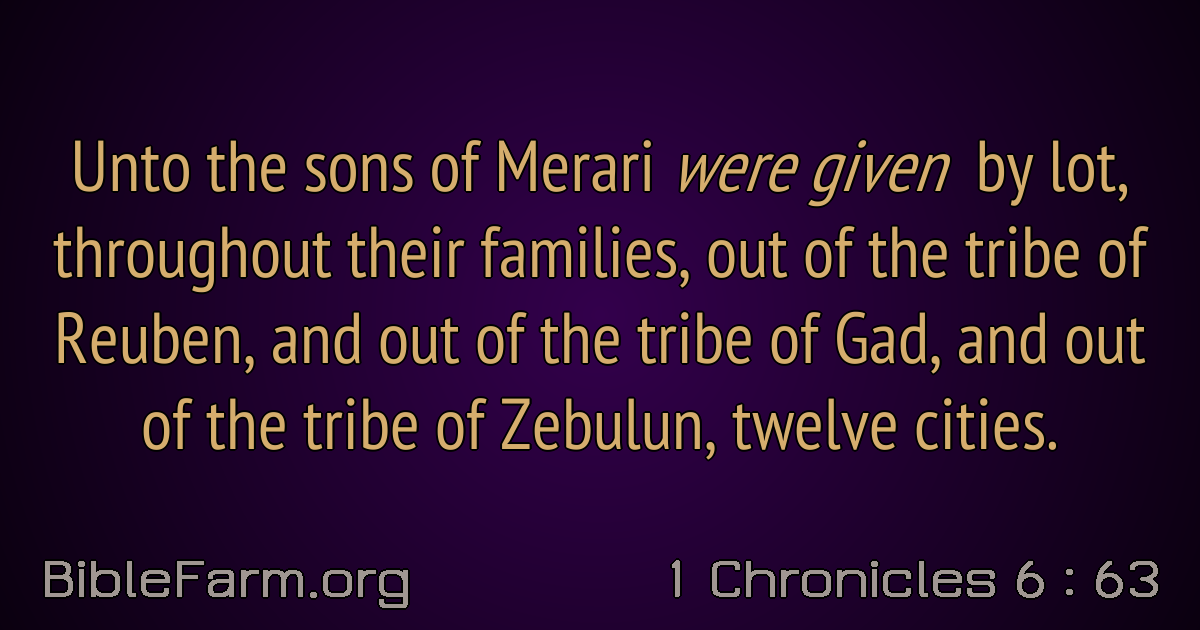 Unto the sons of Merari were given by lot,
throughout their families, out of the tribe of
Reuben, and out of the tribe of Gad, and out
of the tribe of Zebulun, twelve cities.
BibleFarm.org
1 Chronicles 6 : 63